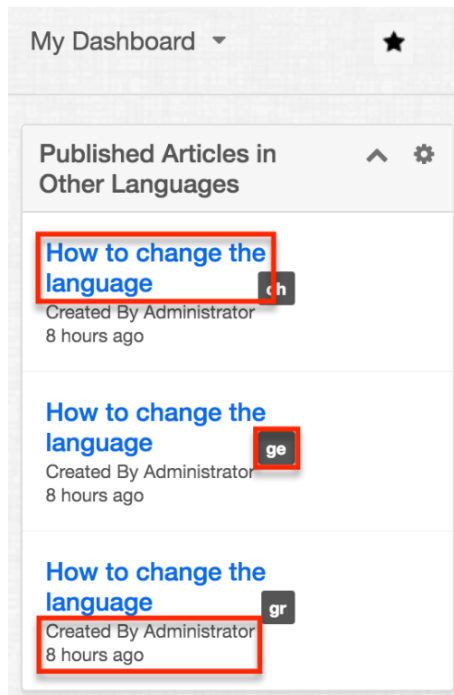 My Dashboard
Published Articles in
Other Languages
How to change the
language
ch
Created By Administrator
8 hours ago
How to change the
language
ge
Created By Administrator
8 hours ago
How to change the
language
gr
Created By Administrator
8 hours ago